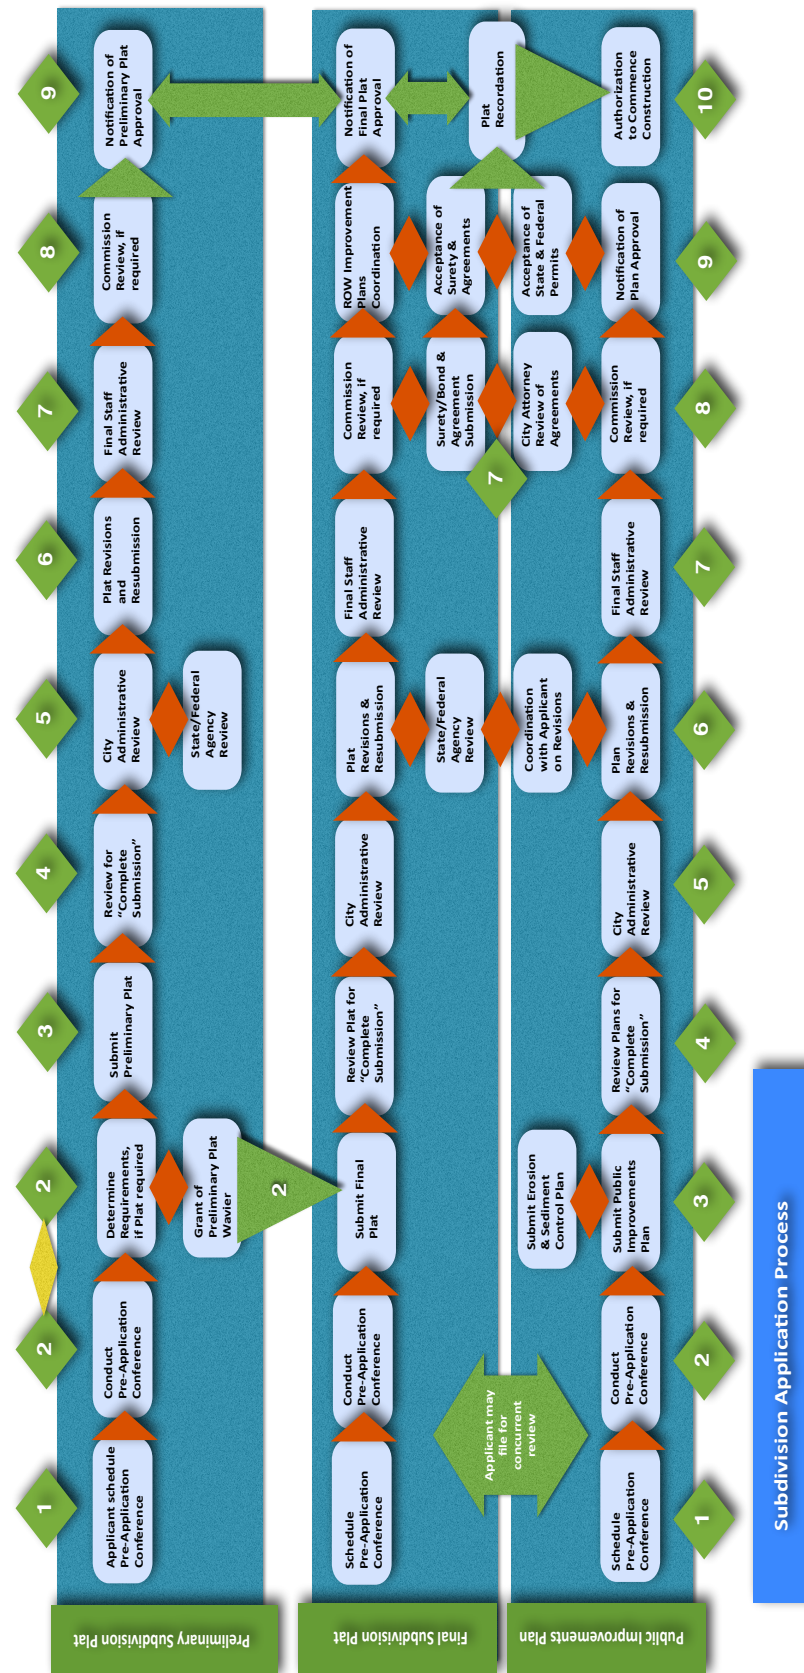 Subdivision Application Process
Preliminary Subdivision Plat
1
2
2
3
4
5
6
7
8
9
Applicant schedule
Pre-Application
Conference
Conduct
Pre-Application
Conference
Determine
Requirements,
if Plat required
Submit
Preliminary Plat
Review for
“Complete
Submission”
City
Administrative
Review
Plat Revisions
and
Resubmission
Final Staff
Administrative
Review
Commission
Review, if
required
Notification of
Preliminary Plat
Approval
Grant of
Preliminary Plat
Wavier
2
State/Federal
Agency
Review
Final Subdivision Plat
Schedule
Pre-Application
Conference
Conduct
Pre-Application
Conference
Submit Final
Plat
Review Plat for
“Complete
Submission”
City
Administrative
Review
Plat
Revisions &
Resubmission
Final Staff
Administrative
Review
Commission
Review, if
required
ROW Improvement
Plans
Coordination
Notification of
Final Plat
Approval
State/Federal
Agency
Review
Surety/Bond &
Agreement
Submission
Acceptance of
Surety &
Agreements
Plat
Recordation
7
Applicant may
file for
concurrent
review
Public Improvements Plan
Submit Erosion
& Sediment
Control Plan
Coordination
with Applicant
on Revisions
City Attorney
Review of
Agreements
Acceptance of
State & Federal
Permits
Schedule
Pre-Application
Conference
Conduct
Pre-Application
Conference
Submit Public
Improvements
Plan
Review Plans for
“Complete
Submission”
City
Administrative
Review
Plan
Revisions &
Resubmission
Final Staff
Administrative
Review
Commission
Review, if
required
Notification of
Plan Approval
Authorization
to Commence
Construction
1
2
3
4
5
6
7
8
9
10